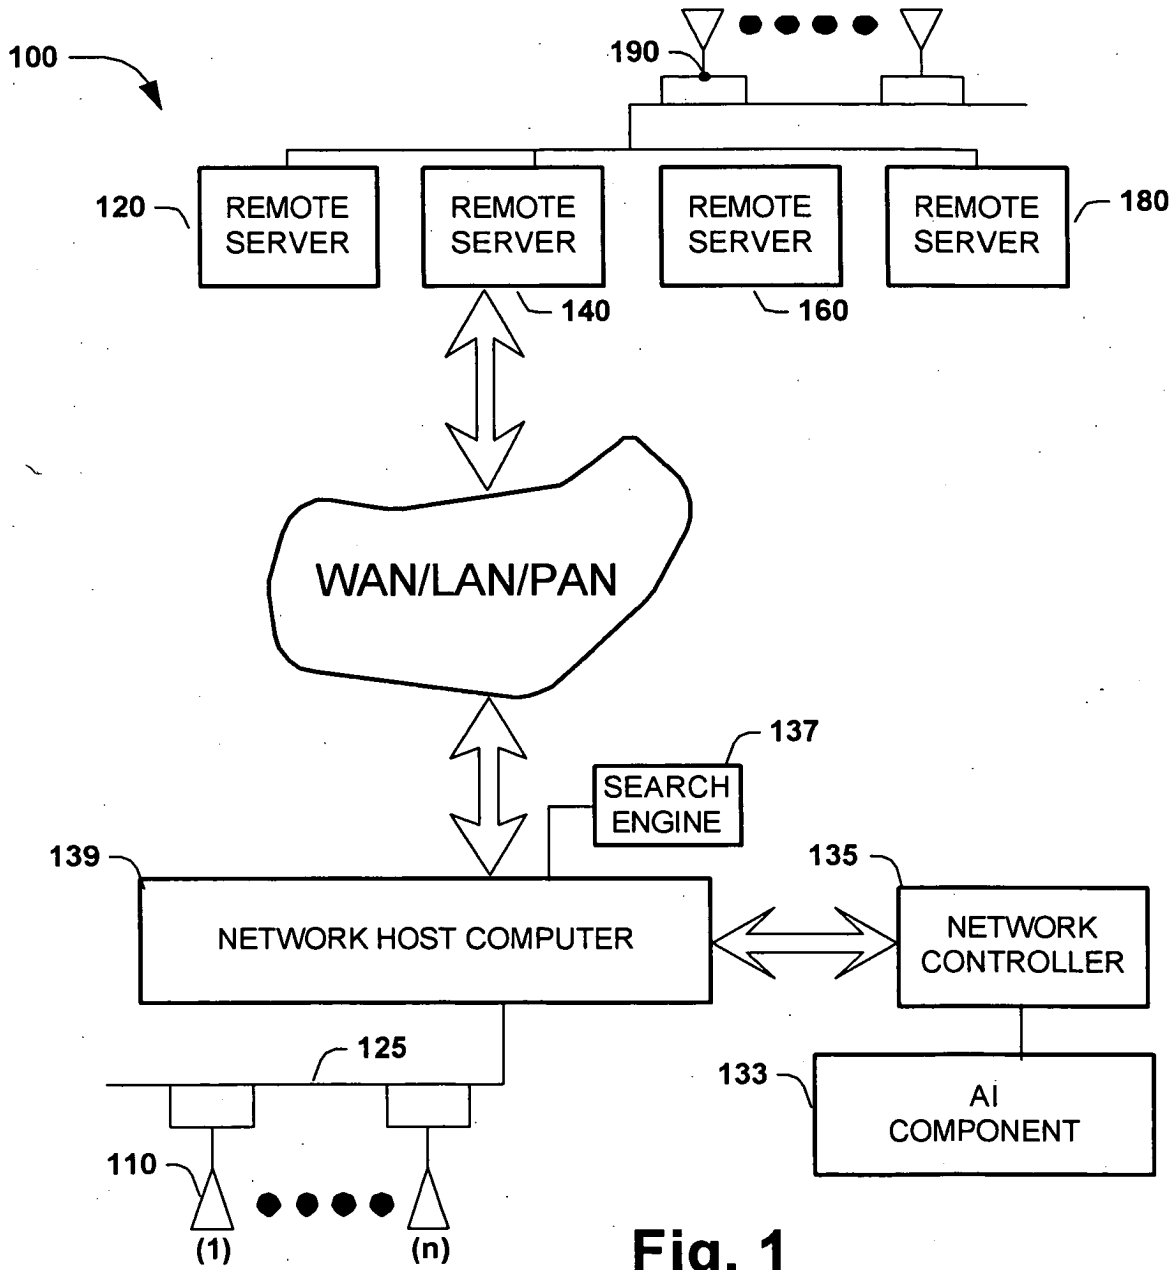 100
190
120
REMOTE
SERVER
REMOTE
SERVER
REMOTE
SERVER
REMOTE
SERVER
180
140
160
WAN/LAN/PAN
137
SEARCH
ENGINE
139
135
NETWORK HOST COMPUTER
NETWORK
CONTROLLER
125
133
AI
COMPONENT
110
(1)
(n)
Fig. 1